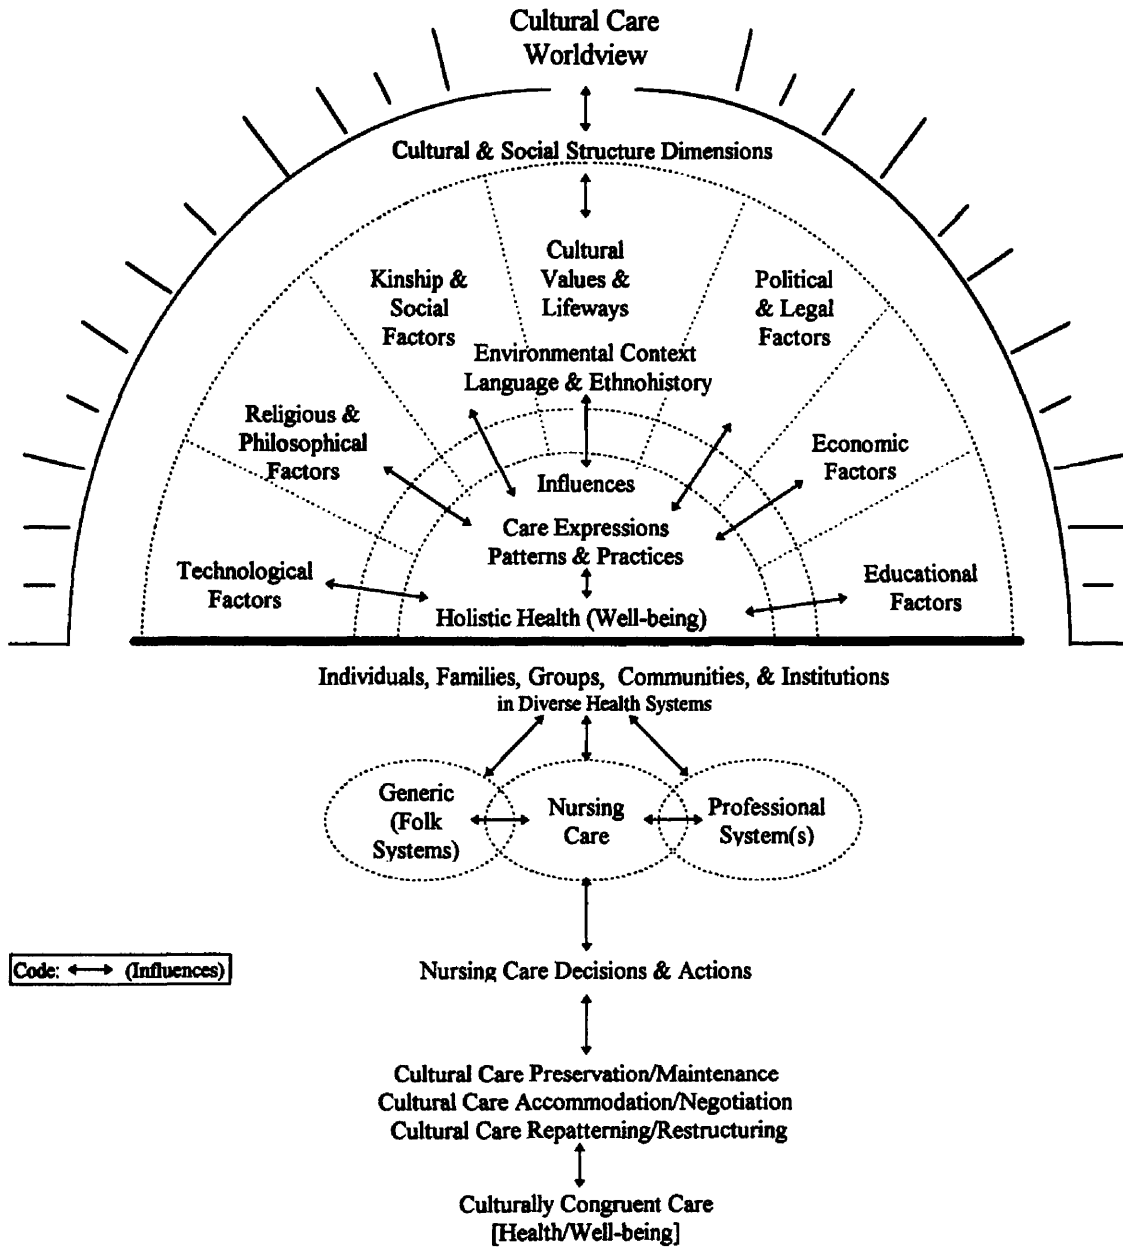 Cultural Care
Worldview
Cultural & Social Structure Dimensions
Cultural
Values &
Lifeways
Kinship &
Social
Factors
Political
& Legal
Factors
Environmental Context
Language & Ethnohistory
Religious &
Philosophical
Factors
Economic
Factors
Influences
Care Expressions
Patterns & Practices
Technological
Factors
Educational
Factors
Holistic Health (Well-being)
Individuals, Families, Groups, Communities, & Institutions
in Diverse Health Systems
Generic
(Folk
Systems)
Nursing
Care
Professional
System(s)
Code: (Influences)
Nursing Care Decisions & Actions
Cultural Care Preservation/Maintenance
Cultural Care Accommodation/Negotiation
Cultural Care Repatterning/Restructuring
Culturally Congruent Care
[Health/Well-being]